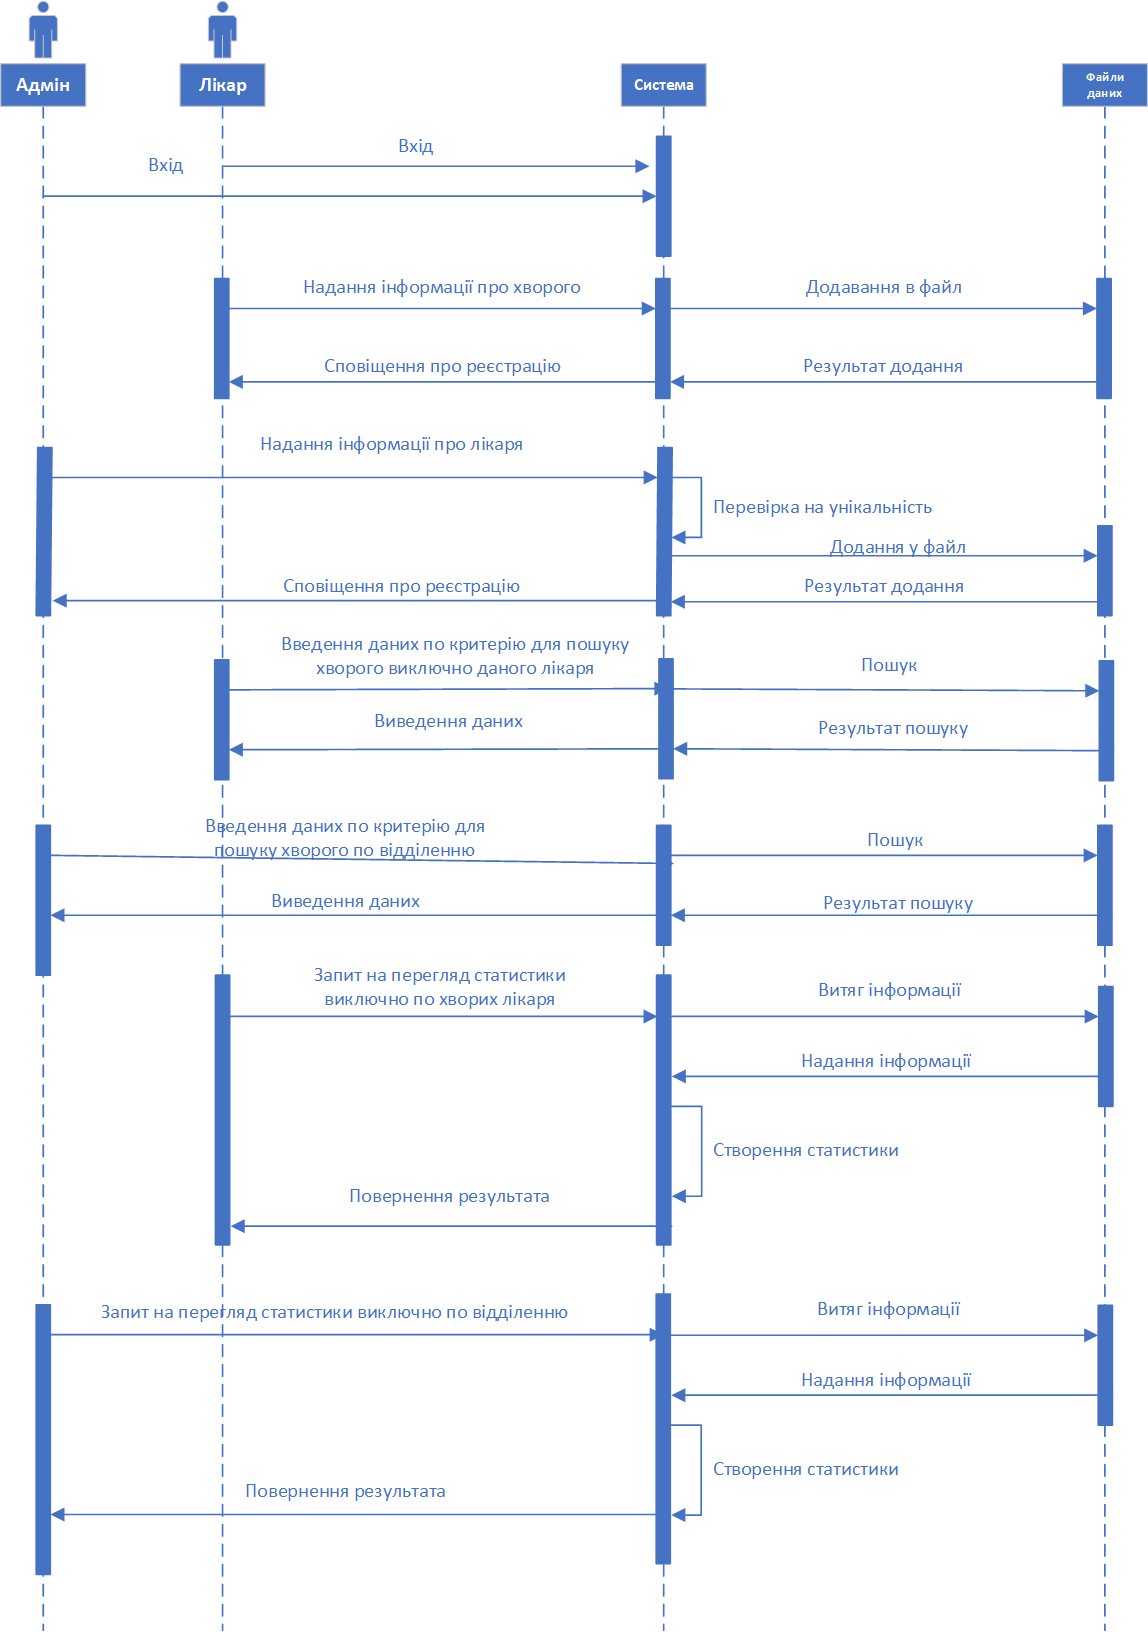 Адмін
Лікар
Система
Файли
даних
Вхід
Вхід
Надання інформації про хворого
Додавання в файл
Сповіщення про реєстрацію
Результат додання
Надання інформації про лікаря
Перевірка на унікальність
Додання у файл
Сповіщення про реєстрацію
Результат додання
Введення даних по критерію для пошуку
хворого виключно даного лікаря
Пошук
Виведення даних
Результат пошуку
Введення даних по критерію для
пошуку хворого по відділенню
Пошук
Виведення даних
Результат пошуку
Запит на перегляд статистики
виключно по хворих лікаря
Витяг інформації
Надання інформації
Створення статистики
Повернення результата
Запит на перегляд статистики виключно по відділенню
Витяг інформації
Надання інформації
Створення статистики
Повернення результата